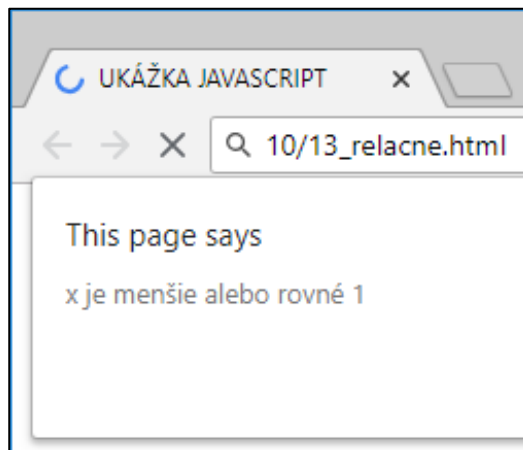 UKÁŽKA JAVASCRIPT
10/13_relacne.html
This page says
x je menšie alebo rovné 1